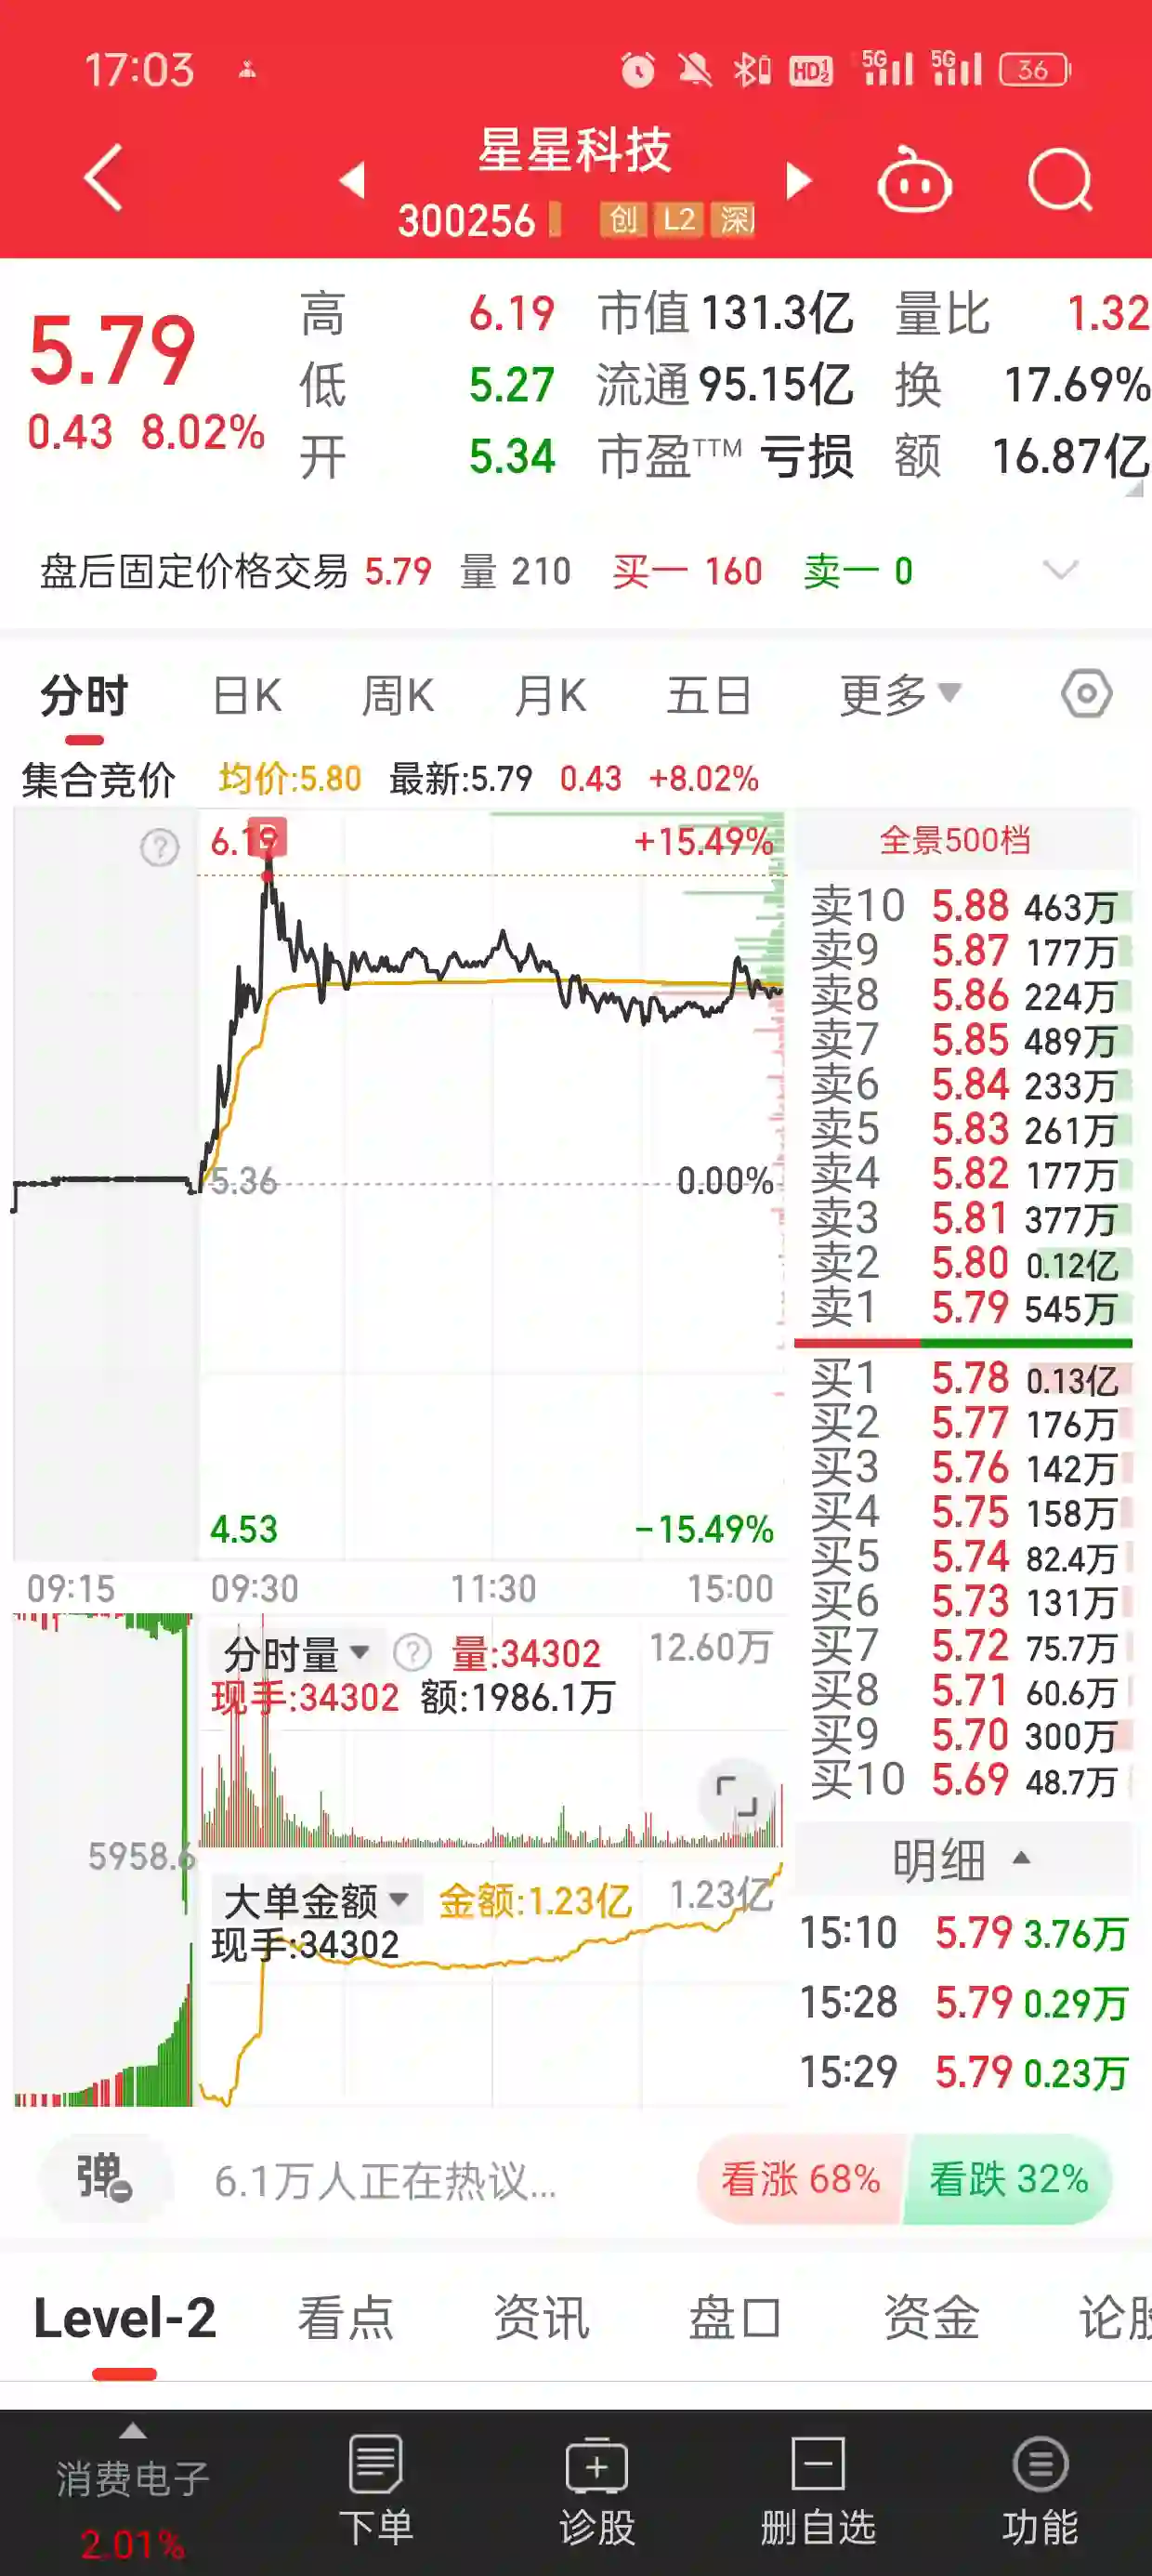 17:03 HD 5G 5G 36
星星科技
300256 创 L2 深
5.79 高 6.19 市值 131.3亿 量比 1.32
低 5.27 流通 95.15亿 换 17.69%
0.43 8.02% 开 5.34 市盈TTM 亏损 额 16.87亿
盘后固定价格交易 5.79 量 210 买一 160 卖一 0
分时 日K 周K 月K 五日 更多
集合竞价 均价:5.80 最新:5.79 0.43 +8.02%
6.19 +15.49%
5.36 0.00%
4.53 -15.49%
09:15 09:30 11:30 15:00
分时量 量:34302 12.60万
现手:34302 额:1986.1万
5958.6
大单金额 金额:1.23亿 1.23亿
现手:34302
全景500档
卖10 5.88 463万
卖9 5.87 177万
卖8 5.86 224万
卖7 5.85 489万
卖6 5.84 233万
卖5 5.83 261万
卖4 5.82 177万
卖3 5.81 377万
卖2 5.80 0.12亿
卖1 5.79 545万
买1 5.78 0.13亿
买2 5.77 176万
买3 5.76 142万
买4 5.75 158万
买5 5.74 82.4万
买6 5.73 131万
买7 5.72 75.7万
买8 5.71 60.6万
买9 5.70 300万
买10 5.69 48.7万
明细
15:10 5.79 3.76万
15:28 5.79 0.29万
15:29 5.79 0.23万
弹 6.1万人正在热议... 看涨 68% 看跌 32%
Level-2 看点 资讯 盘口 资金 论股
消费电子 下单 诊股 删自选 功能
2.01%